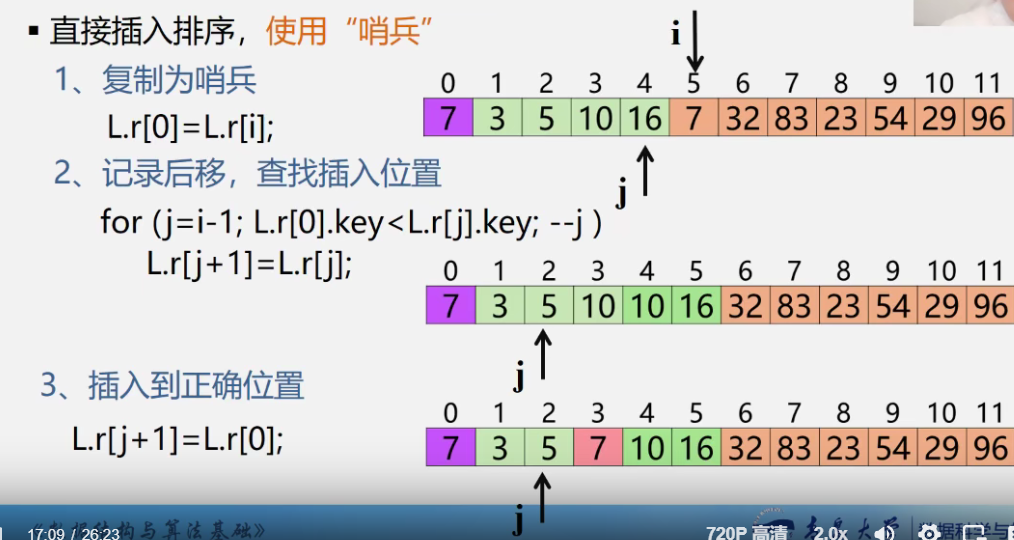 ▪ 直接插入排序，使用“哨兵”
1、复制为哨兵
L.r[0]=L.r[i];
i
0 1 2 3 4 5 6 7 8 9 10 11
7 3 5 10 16 7 32 83 23 54 29 96
j
2、记录后移，查找插入位置
for (j=i-1; L.r[0].key<L.r[j].key; --j )
L.r[j+1]=L.r[j];
0 1 2 3 4 5 6 7 8 9 10 11
7 3 5 10 10 16 32 83 23 54 29 96
j
3、插入到正确位置
L.r[j+1]=L.r[0];
0 1 2 3 4 5 6 7 8 9 10 11
7 3 5 7 10 16 32 83 23 54 29 96
j
《数据结构与算法基础》
17:09 / 26:23
720P 高清
2.0x
大学
数据科学与